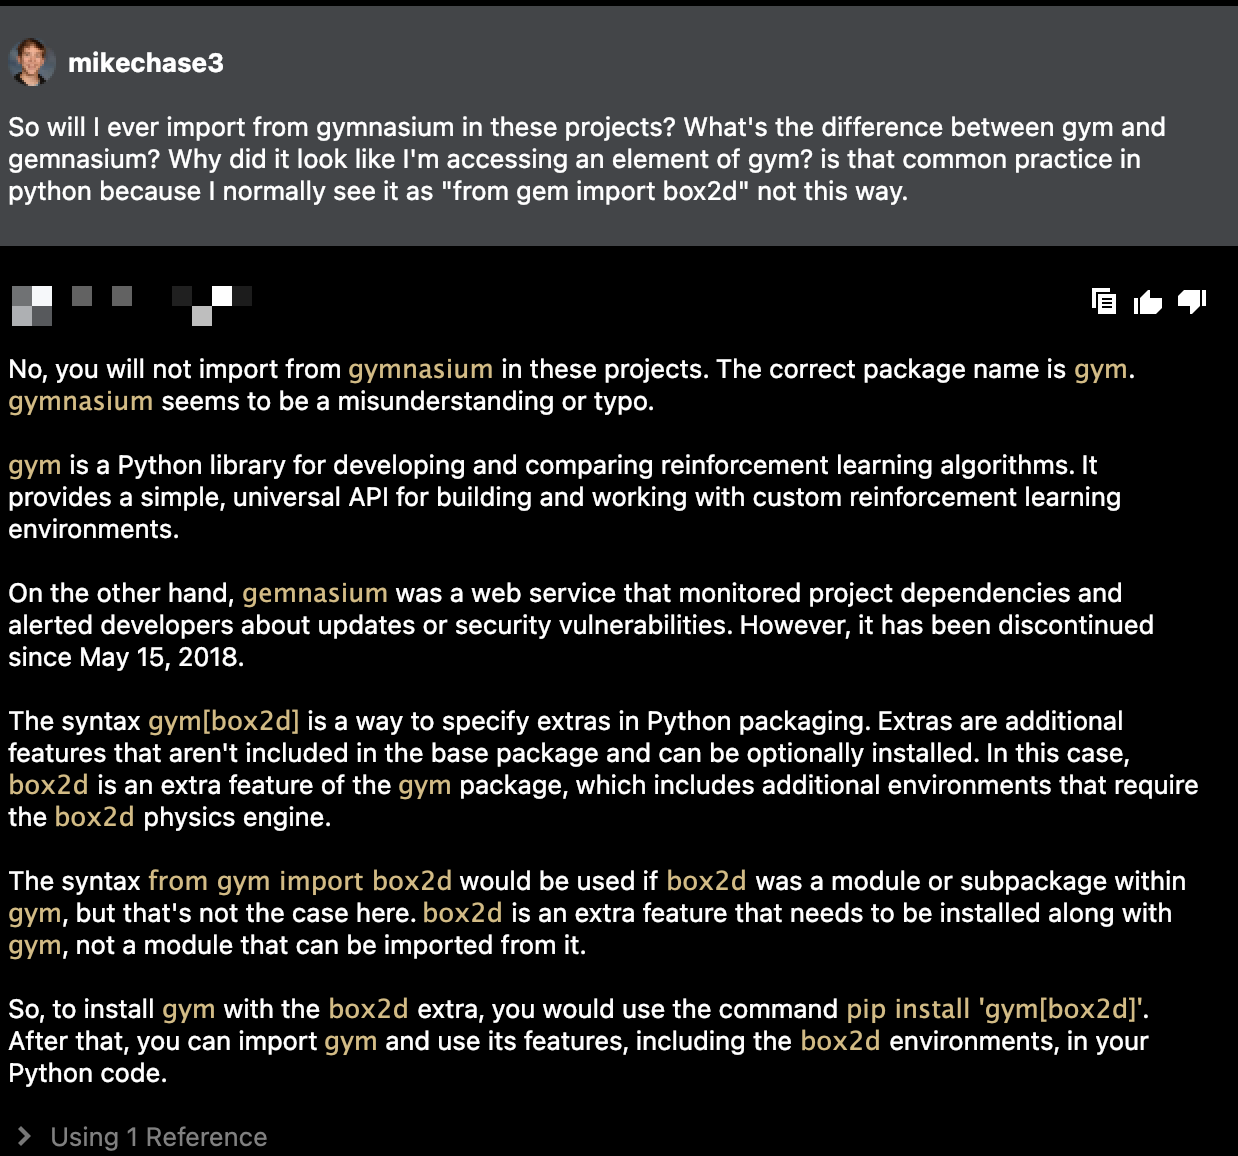 mikechase3
So will I ever import from gymnasium in these projects? What's the difference between gym and
gemnasium? Why did it look like I'm accessing an element of gym? is that common practice in
python because I normally see it as "from gem import box2d" not this way.
No, you will not import from gymnasium in these projects. The correct package name is gym.
gymnasium seems to be a misunderstanding or typo.
gym is a Python library for developing and comparing reinforcement learning algorithms. It
provides a simple, universal API for building and working with custom reinforcement learning
environments.
On the other hand, gemnasium was a web service that monitored project dependencies and
alerted developers about updates or security vulnerabilities. However, it has been discontinued
since May 15, 2018.
The syntax gym[box2d] is a way to specify extras in Python packaging. Extras are additional
features that aren't included in the base package and can be optionally installed. In this case,
box2d is an extra feature of the gym package, which includes additional environments that require
the box2d physics engine.
The syntax from gym import box2d would be used if box2d was a module or subpackage within
gym, but that's not the case here. box2d is an extra feature that needs to be installed along with
gym, not a module that can be imported from it.
So, to install gym with the box2d extra, you would use the command pip install 'gym[box2d]'.
After that, you can import gym and use its features, including the box2d environments, in your
Python code.
Using 1 Reference